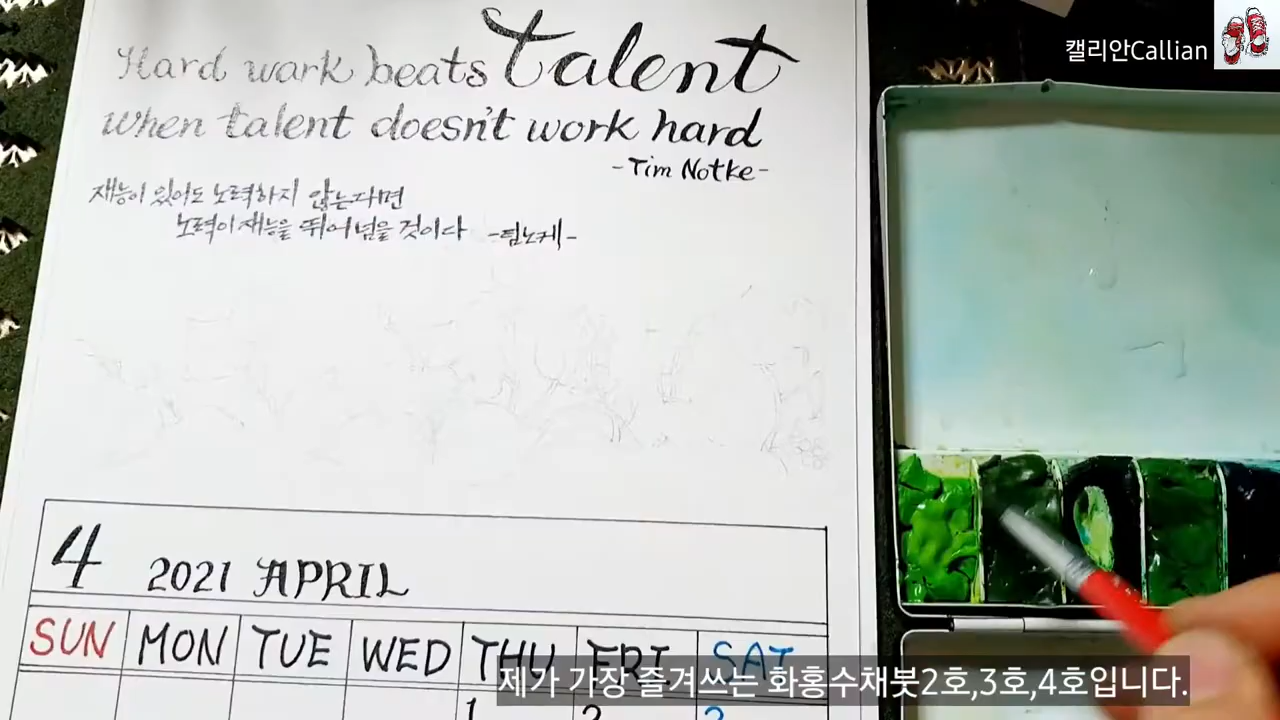 캘리안Callian
Hard wark beats talent
when talent doesn't work hard
-Tim Notke-
재능이 있어도 노력하지 않는다면
노력이 재능을 뛰어넘을 것이다 -팀노케-
4 2021 APRIL
SUN MON TUE WED THU FRI SAT
1 2 3
제가 가장 즐겨쓰는 화홍수채붓2호,3호,4호입니다.